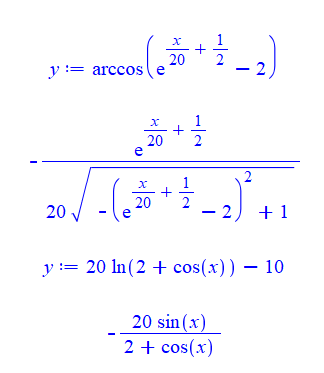 y := arccos(e^(x/20 + 1/2) − 2)
- e^(x/20 + 1/2) / (20 √(-(e^(x/20 + 1/2) − 2)^2 + 1))
y := 20 ln(2 + cos(x)) − 10
- 20 sin(x) / (2 + cos(x))